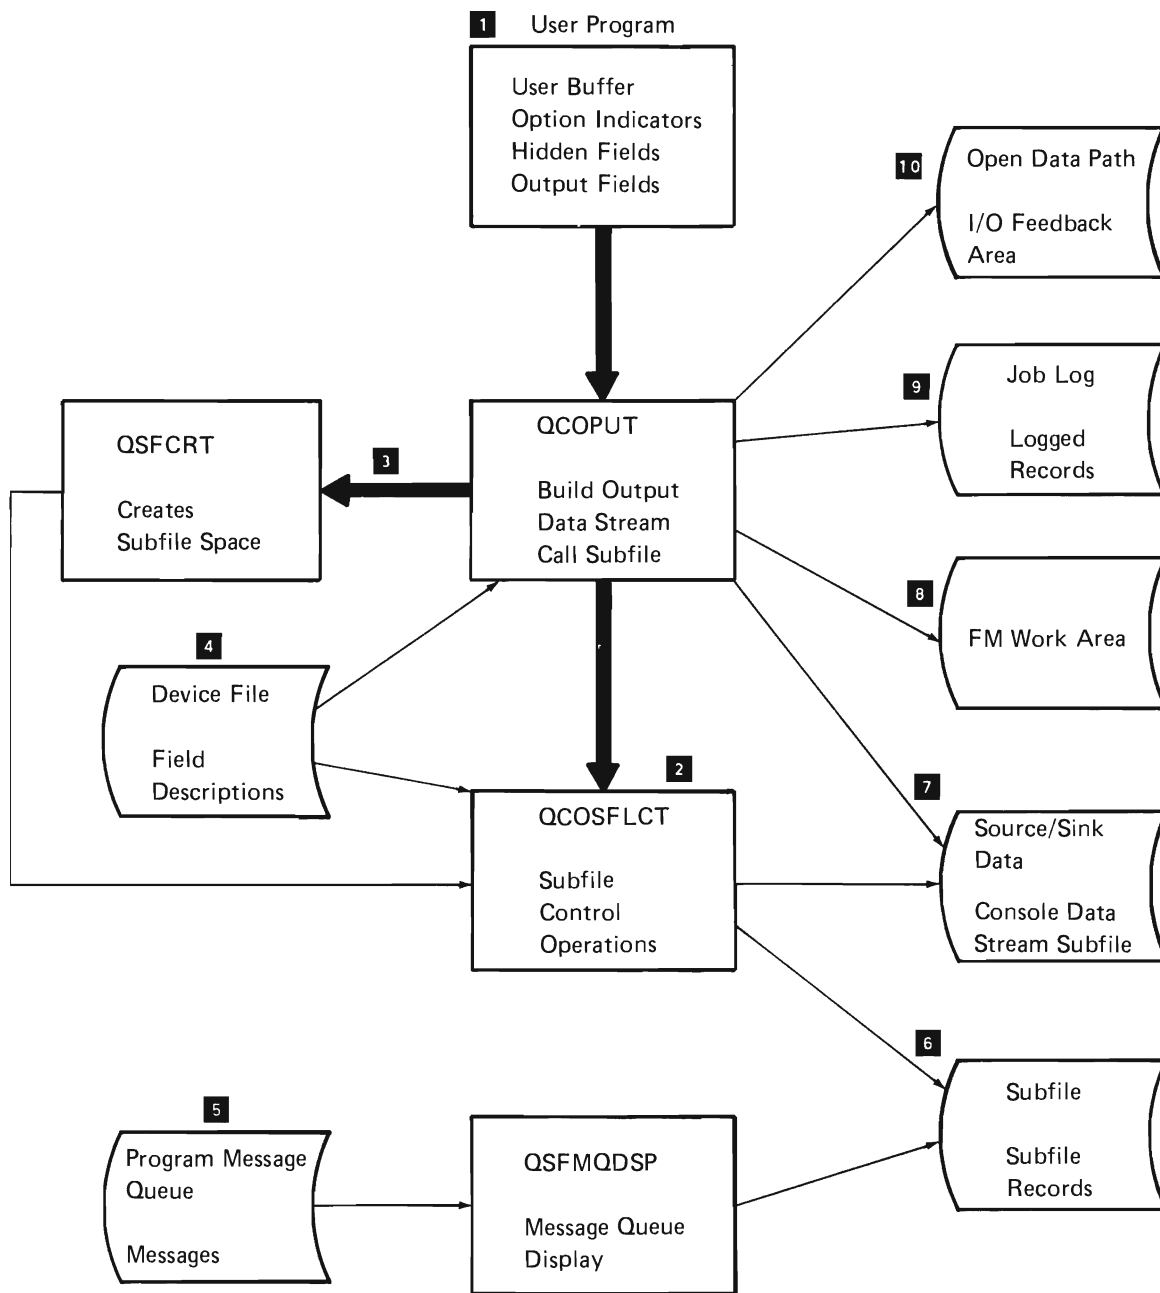 1 User Program
User Buffer
Option Indicators
Hidden Fields
Output Fields
10
Open Data Path
I/O Feedback
Area
9
Job Log
Logged
Records
QSFCRT
Creates
Subfile Space
3
QCOPUT
Build Output
Data Stream
Call Subfile
8
FM Work Area
4
Device File
Field
Descriptions
2
QCOSFLCT
Subfile
Control
Operations
7
Source/Sink
Data
Console Data
Stream Subfile
6
Subfile
Subfile
Records
5
Program Message
Queue
Messages
QSFMQDSP
Message Queue
Display